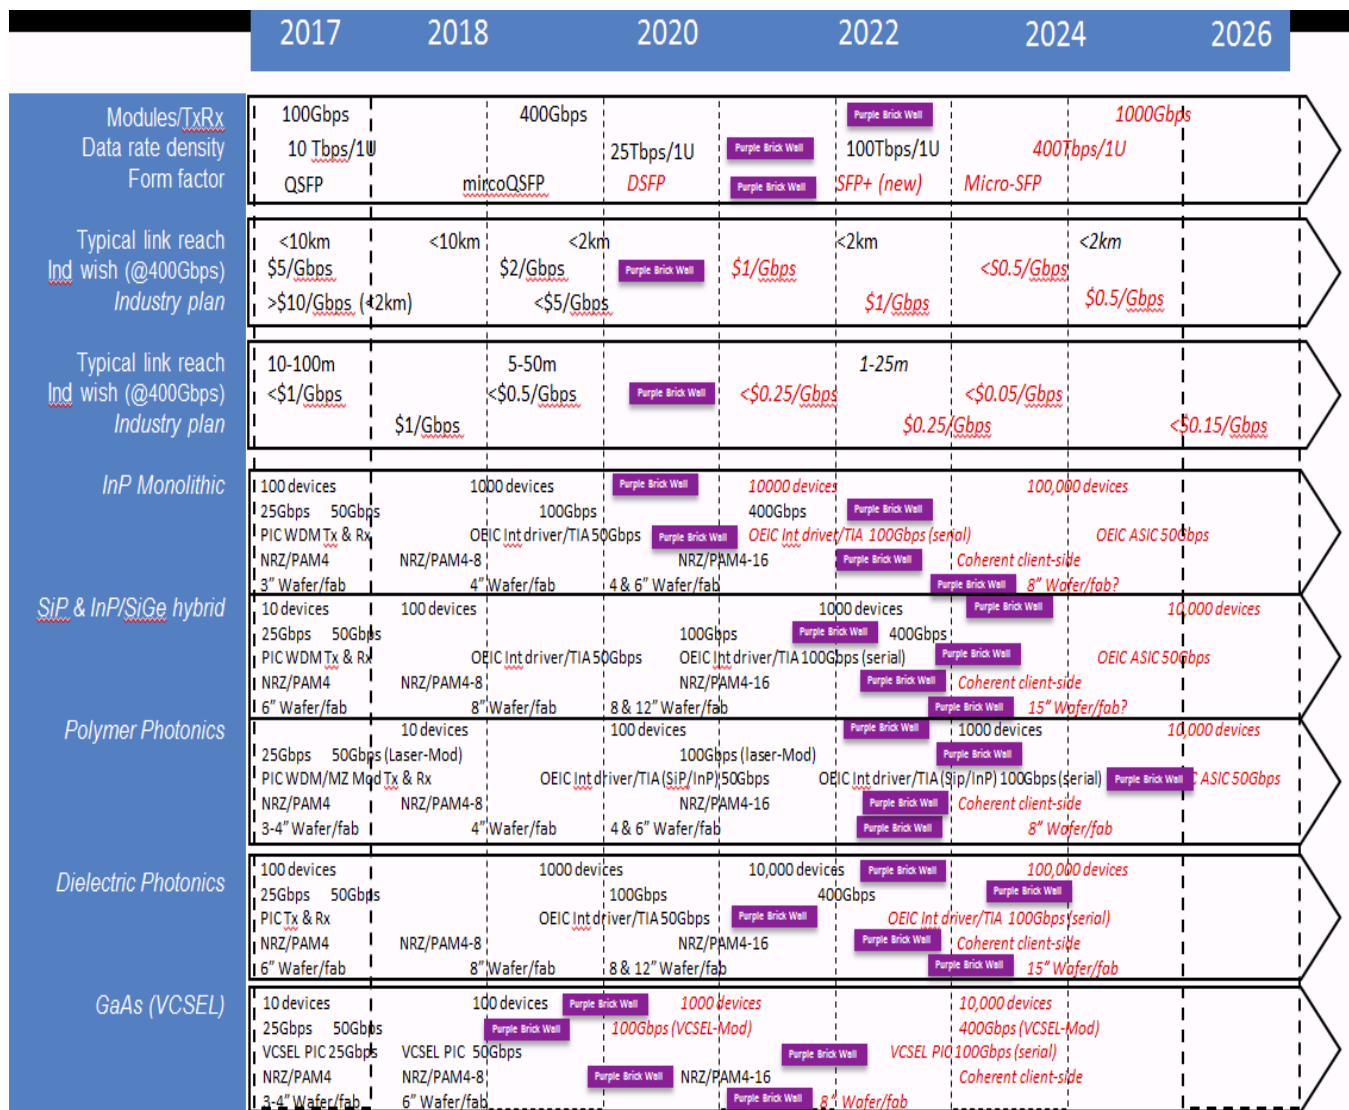 2017 2018 2020 2022 2024 2026
Modules/TxRx 100Gbps 400Gbps Purple Brick Wall 1000Gbps
Data rate density 10 Tbps/1U 25Tbps/1U Purple Brick Wall 100Tbps/1U 400Tbps/1U
Form factor QSFP mircoQSFP DSFP Purple Brick Wall SFP+ (new) Micro-SFP
Typical link reach <10km <10km <2km <2km <2km
Ind wish (@400Gbps) $5/Gbps $2/Gbps Purple Brick Wall $1/Gbps <S0.5/Gbps
Industry plan >$10/Gbps (<2km) <$5/Gbps $1/Gbps $0.5/Gbps
Typical link reach 10-100m 5-50m 1-25m
Ind wish (@400Gbps) <$1/Gbps <$0.5/Gbps Purple Brick Wall <$0.25/Gbps <$0.05/Gbps
Industry plan $1/Gbps $0.25/Gbps <$0.15/Gbps
InP Monolithic 100 devices 1000 devices Purple Brick Wall 10000 devices 100,000 devices
25Gbps 50Gbps 100Gbps 400Gbps Purple Brick Wall
PIC WDM Tx & Rx OEIC Int driver/TIA 50Gbps Purple Brick Wall OEIC Int driver/TIA 100Gbps (serial) OEIC ASIC 50Gbps
NRZ/PAM4 NRZ/PAM4-8 NRZ/PAM4-16 Purple Brick Wall Coherent client-side
3” Wafer/fab 4” Wafer/fab 4 & 6” Wafer/fab Purple Brick Wall 8” Wafer/fab?
SiP & InP/SiGe hybrid 10 devices 100 devices 1000 devices Purple Brick Wall 10,000 devices
25Gbps 50Gbps 100Gbps Purple Brick Wall 400Gbps
PIC WDM Tx & Rx OEIC Int driver/TIA 50Gbps OEIC Int driver/TIA 100Gbps (serial) Purple Brick Wall OEIC ASIC 50Gbps
NRZ/PAM4 NRZ/PAM4-8 NRZ/PAM4-16 Purple Brick Wall Coherent client-side
6” Wafer/fab 8” Wafer/fab 8 & 12” Wafer/fab Purple Brick Wall 15” Wafer/fab?
Polymer Photonics 10 devices 100 devices Purple Brick Wall 1000 devices 10,000 devices
25Gbps 50Gbps (Laser-Mod) 100Gbps (laser-Mod) Purple Brick Wall
PIC WDM/MZ Mod Tx & Rx OEIC Int driver/TIA (SiP/InP) 50Gbps OEIC Int driver/TIA (Sip/InP) 100Gbps (serial) Purple Brick Wall C ASIC 50Gbps
NRZ/PAM4 NRZ/PAM4-8 NRZ/PAM4-16 Purple Brick Wall Coherent client-side
3-4” Wafer/fab 4” Wafer/fab 4 & 6” Wafer/fab Purple Brick Wall 8” Wafer/fab
Dielectric Photonics 100 devices 1000 devices 10,000 devices Purple Brick Wall 100,000 devices
25Gbps 50Gbps 100Gbps 400Gbps Purple Brick Wall
PIC Tx & Rx OEIC Int driver/TIA 50Gbps Purple Brick Wall OEIC Int driver/TIA 100Gbps (serial)
NRZ/PAM4 NRZ/PAM4-8 NRZ/PAM4-16 Purple Brick Wall Coherent client-side
6” Wafer/fab 8” Wafer/fab 8 & 12” Wafer/fab Purple Brick Wall 15” Wafer/fab
GaAs (VCSEL) 10 devices 100 devices Purple Brick Wall 1000 devices 10,000 devices
25Gbps 50Gbps Purple Brick Wall 100Gbps (VCSEL-Mod) 400Gbps (VCSEL-Mod)
VCSEL PIC 25Gbps VCSEL PIC 50Gbps Purple Brick Wall VCSEL PIC 100Gbps (serial)
NRZ/PAM4 NRZ/PAM4-8 Purple Brick Wall NRZ/PAM4-16 Coherent client-side
3-4” Wafer/fab 6” Wafer/fab Purple Brick Wall 8” Wafer/fab